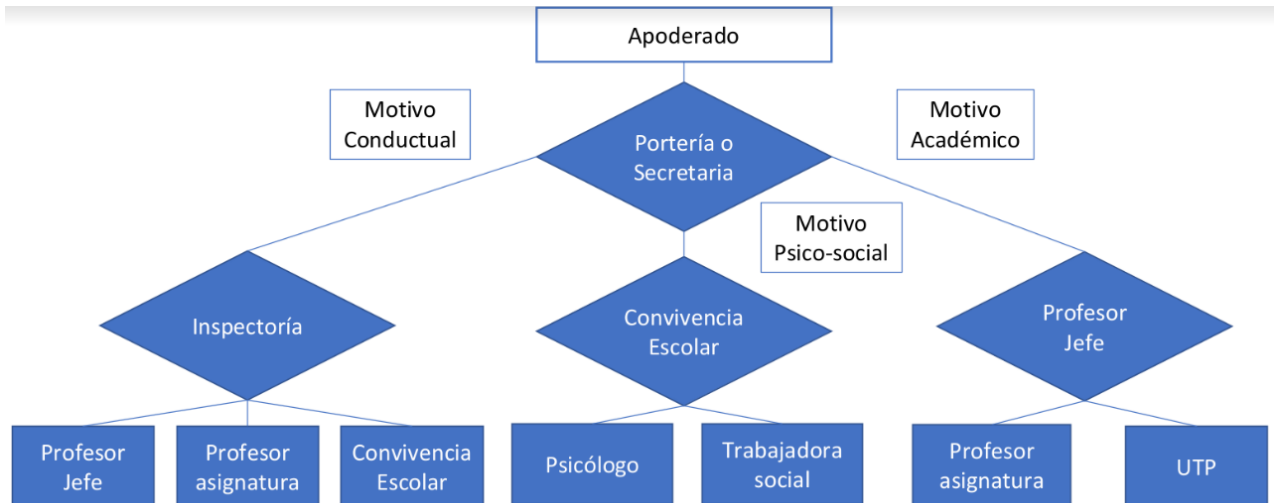 Apoderado
Motivo
Conductual
Portería o
Secretaria
Motivo
Académico
Motivo
Psico-social
Inspectoría
Convivencia
Escolar
Profesor
Jefe
Profesor
Jefe
Profesor
asignatura
Convivencia
Escolar
Psicólogo
Trabajadora
social
Profesor
asignatura
UTP